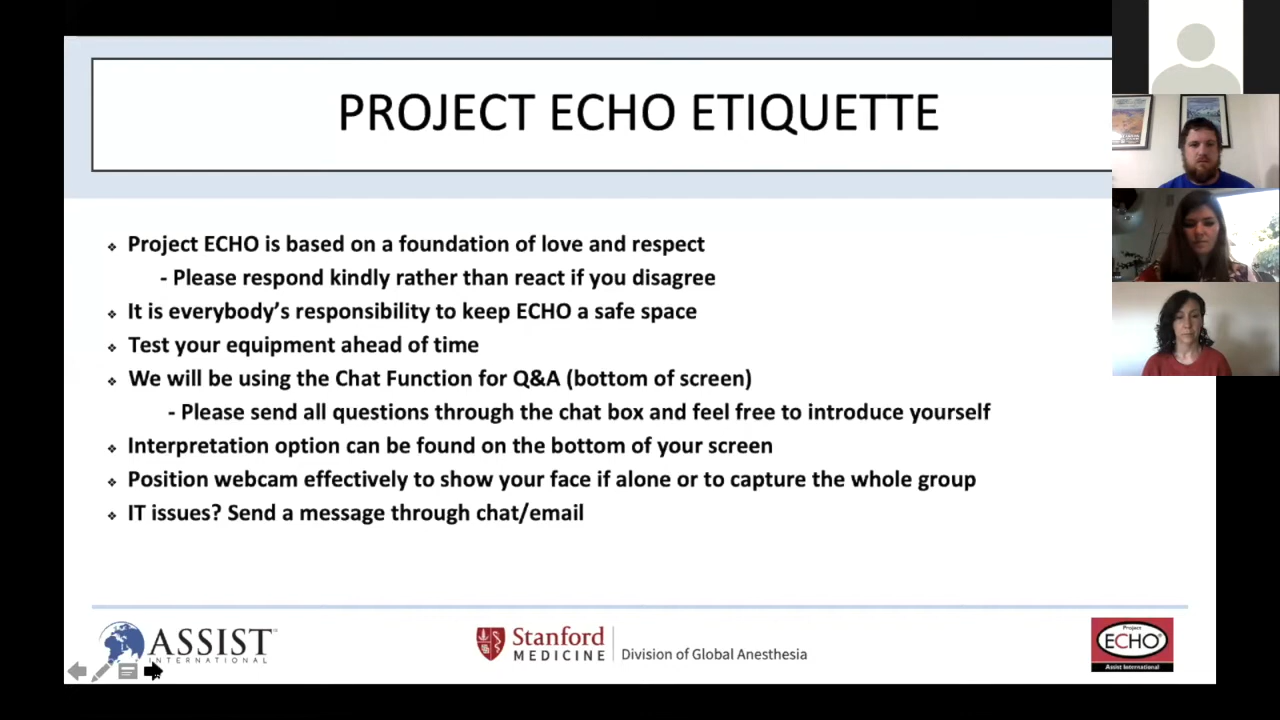 PROJECT ECHO ETIQUETTE
❖ Project ECHO is based on a foundation of love and respect
- Please respond kindly rather than react if you disagree
❖ It is everybody's responsibility to keep ECHO a safe space
❖ Test your equipment ahead of time
❖ We will be using the Chat Function for Q&A (bottom of screen)
- Please send all questions through the chat box and feel free to introduce yourself
❖ Interpretation option can be found on the bottom of your screen
❖ Position webcam effectively to show your face if alone or to capture the whole group
❖ IT issues? Send a message through chat/email
ASSIST
INTERNATIONAL
Stanford
MEDICINE
Division of Global Anesthesia
Project
ECHO
Assist International